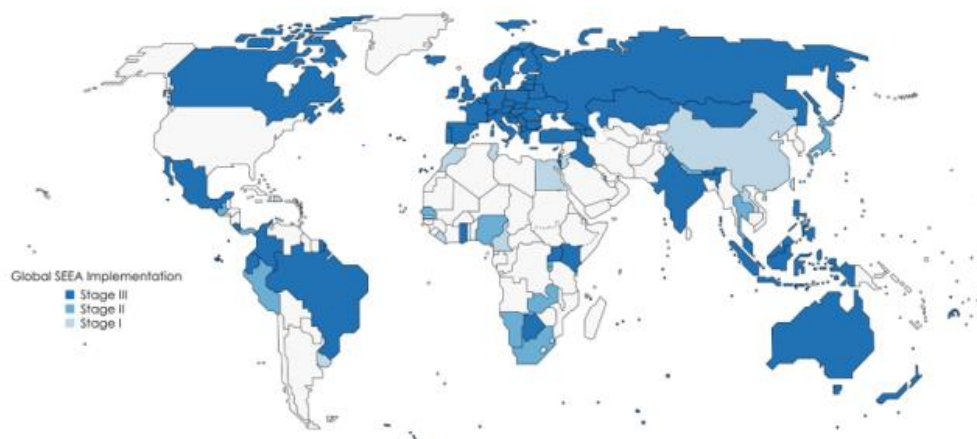 Global SEEA Implementation
Stage III
Stage II
Stage I